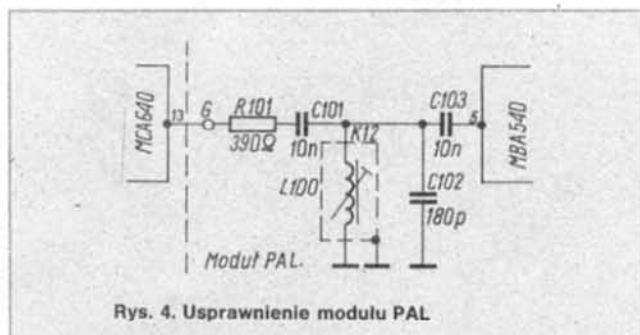 MCA640
13
G
R101
390Ω
C101
10n
K12
L100
C103
10n
5
MBA540
C102
180p
Moduł PAL.
Rys. 4. Usprawnienie modułu PAL